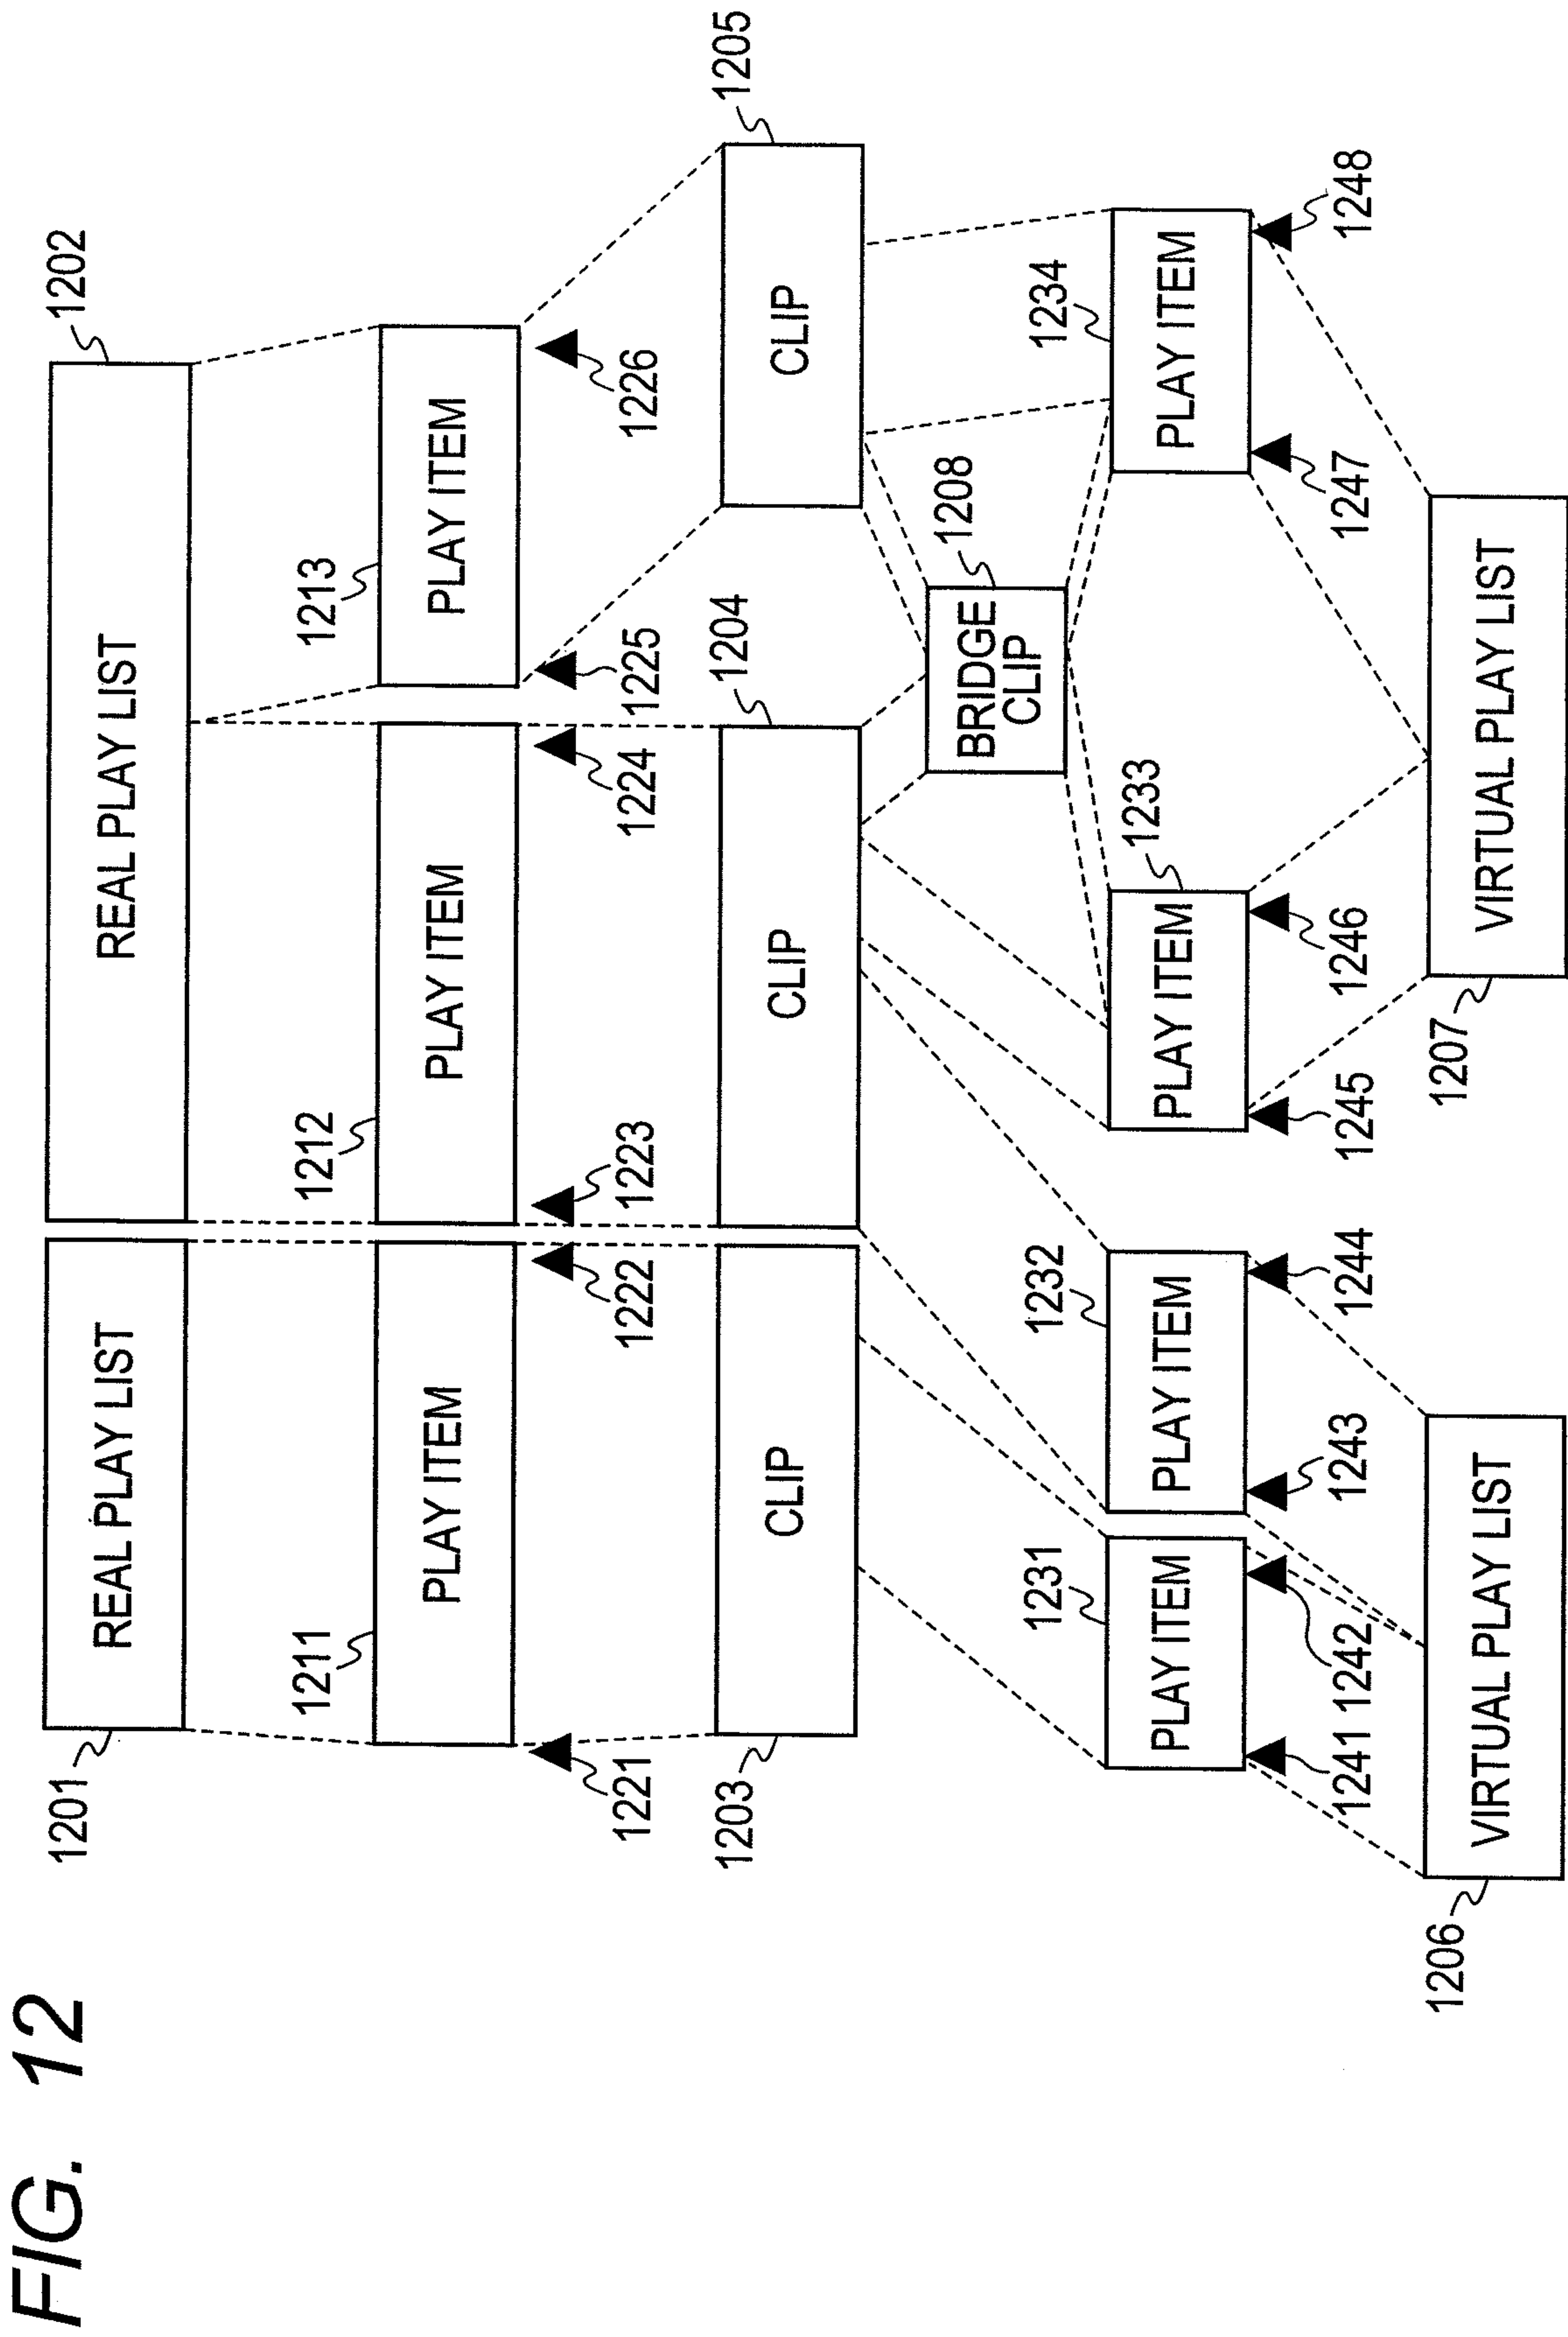 FIG. 12
1201
REAL PLAY LIST
REAL PLAY LIST
1202
1211
PLAY ITEM
1212
PLAY ITEM
1213
PLAY ITEM
1221
1222
1223
1224
1225
1226
1203
CLIP
CLIP
1204
CLIP
1205
BRIDGE
CLIP
1208
1231
PLAY ITEM
1232
PLAY ITEM
1233
PLAY ITEM
1234
PLAY ITEM
1241
1242
1243
1244
1245
1246
1247
1248
1206
VIRTUAL PLAY LIST
1207
VIRTUAL PLAY LIST